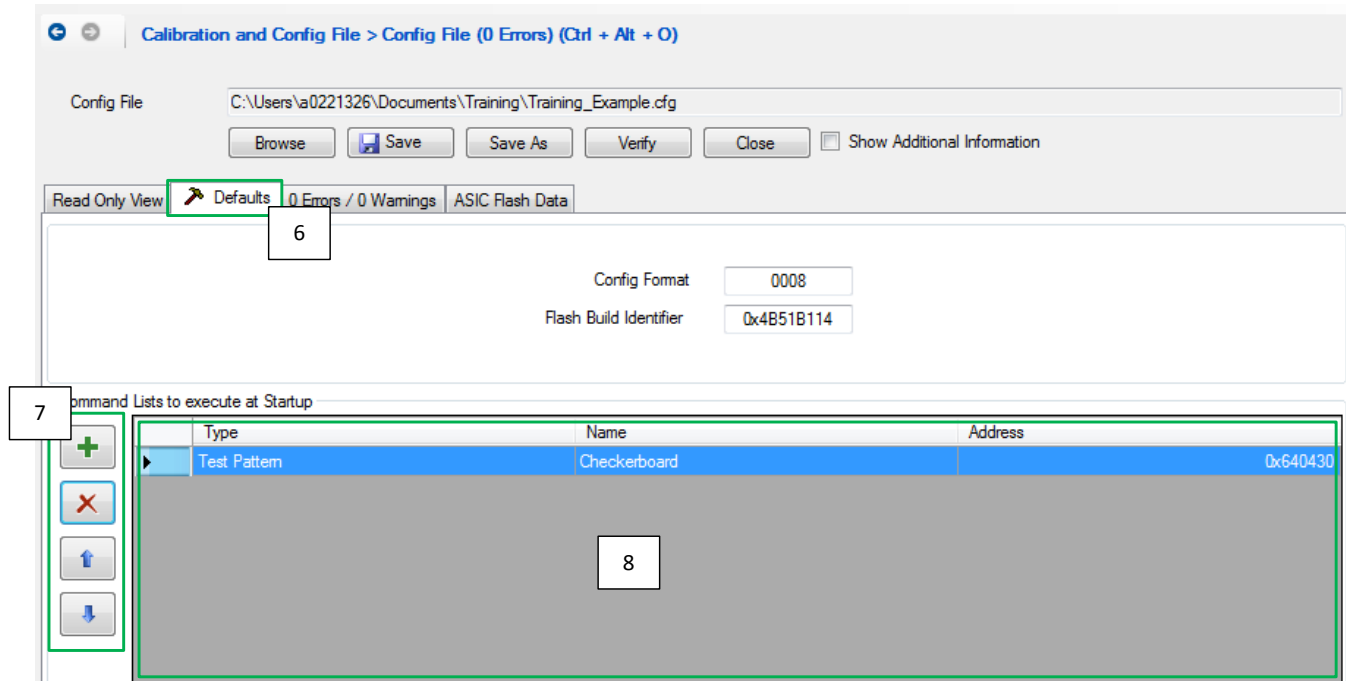 Calibration and Config File > Config File (0 Errors) (Ctrl + Alt + O)
Config File C:\Users\a0221326\Documents\Training\Training_Example.cfg
Browse Save Save As Verify Close Show Additional Information
Read Only View Defaults 0 Errors / 0 Warnings ASIC Flash Data
6
Config Format 0008
Flash Build Identifier 0x4B51B114
7
ommand Lists to execute at Startup
Type Name Address
Test Pattern Checkerboard 0x640430
8